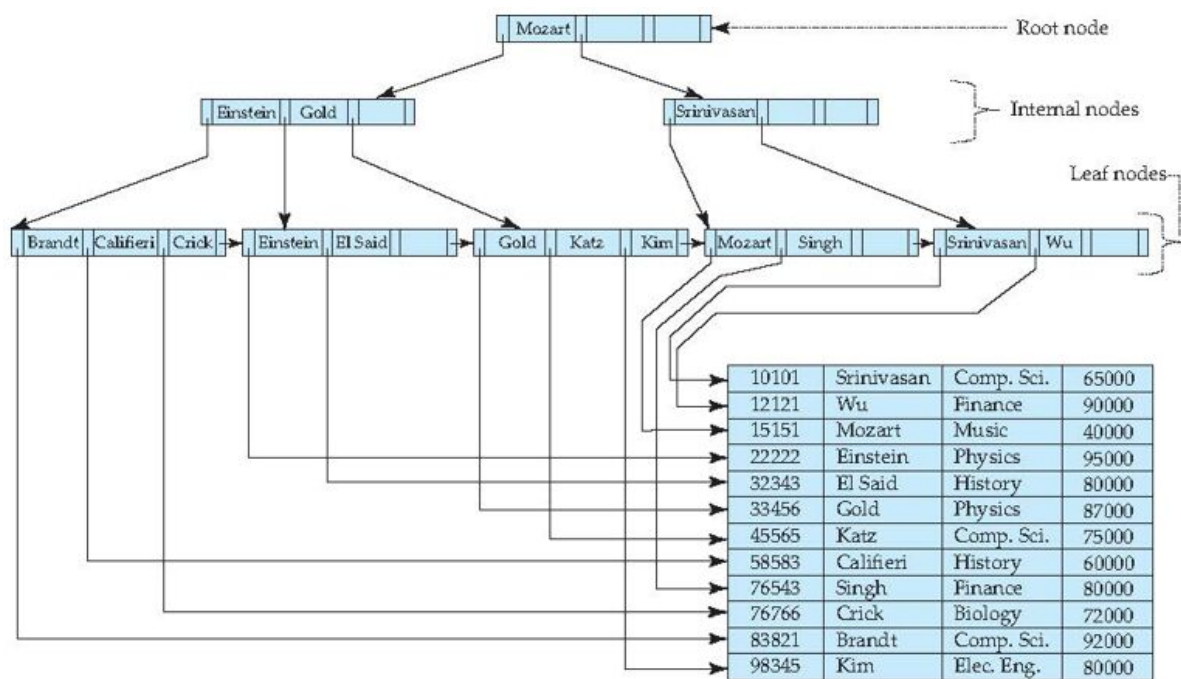 Mozart
Root node
Einstein Gold
Srinivasan
Internal nodes
Leaf nodes
Brandt Califieri Crick
Einstein El Said
Gold Katz Kim
Mozart Singh
Srinivasan Wu
10101 Srinivasan Comp. Sci. 65000
12121 Wu Finance 90000
15151 Mozart Music 40000
22222 Einstein Physics 95000
32343 El Said History 80000
33456 Gold Physics 87000
45565 Katz Comp. Sci. 75000
58583 Califieri History 60000
76543 Singh Finance 80000
76766 Crick Biology 72000
83821 Brandt Comp. Sci. 92000
98345 Kim Elec. Eng. 80000